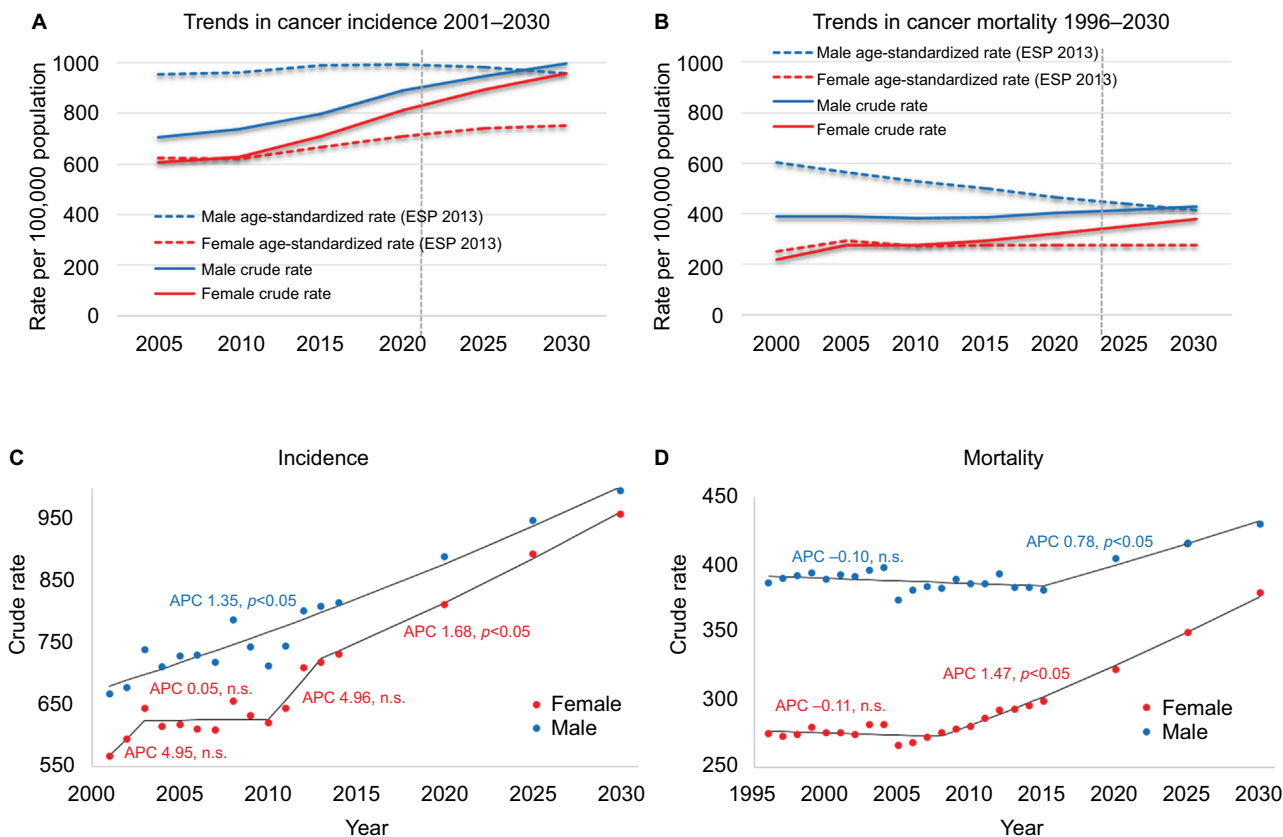 A Trends in cancer incidence 2001–2030
Rate per 100,000 population
1000
800
600
400
200
0
Male age-standardized rate (ESP 2013)
Female age-standardized rate (ESP 2013)
Male crude rate
Female crude rate
2005 2010 2015 2020 2025 2030
B Trends in cancer mortality 1996–2030
Rate per 100,000 population
Male age-standardized rate (ESP 2013)
Female age-standardized rate (ESP 2013)
Male crude rate
Female crude rate
1000
800
600
400
200
0
2000 2005 2010 2015 2020 2025 2030
C Incidence
Crude rate
950
850
750
650
550
APC 1.35, p<0.05
APC 0.05, n.s.
APC 1.68, p<0.05
APC 4.96, n.s.
APC 4.95, n.s.
Female
Male
2000 2005 2010 2015 2020 2025 2030
Year
D Mortality
Crude rate
450
400
350
300
250
APC –0.10, n.s.
APC 0.78, p<0.05
APC 1.47, p<0.05
APC –0.11, n.s.
Female
Male
1995 2000 2005 2010 2015 2020 2025 2030
Year